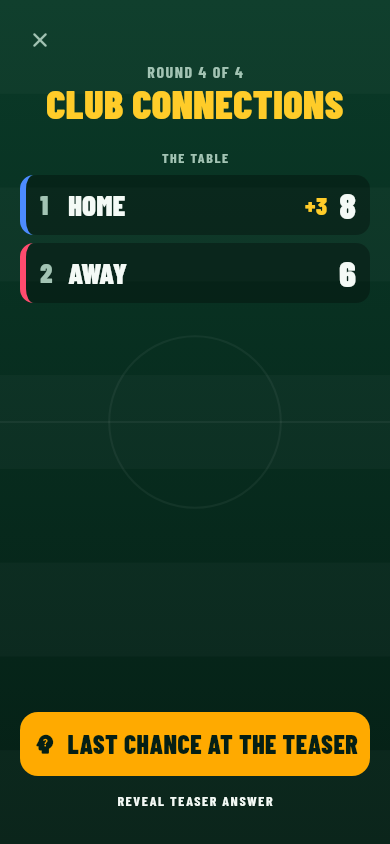 ROUND 4 OF 4
CLUB CONNECTIONS
THE TABLE
1 HOME +3 8
2 AWAY 6
? LAST CHANCE AT THE TEASER
REVEAL TEASER ANSWER